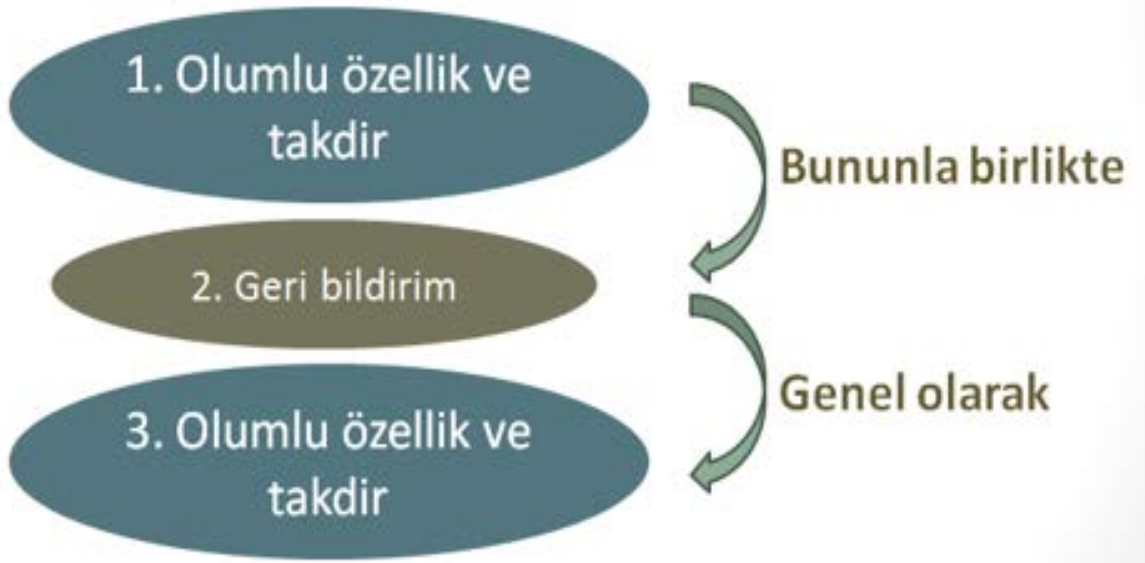 1. Olumlu özellik ve
takdir
Bununla birlikte
2. Geri bildirim
Genel olarak
3. Olumlu özellik ve
takdir